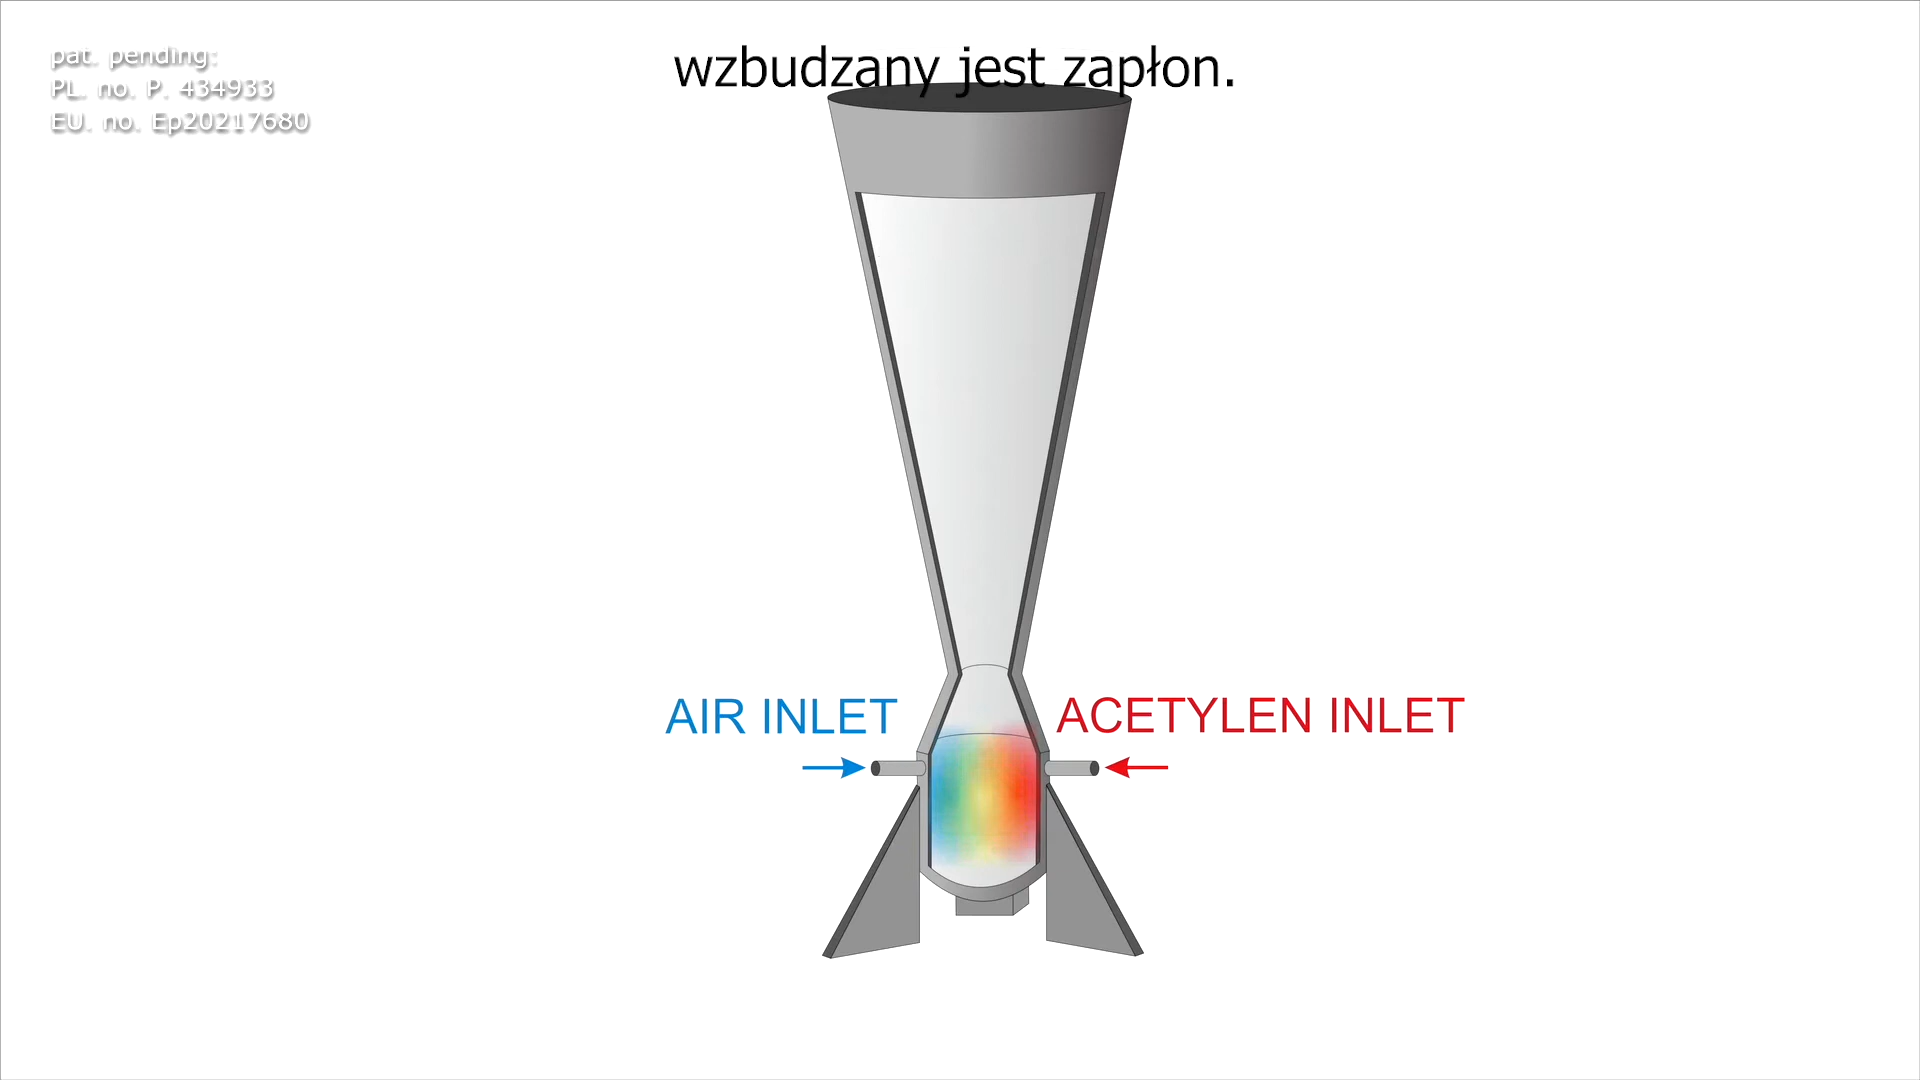 pat. pending:
PL. no. P. 434933
EU. no. Ep20217680
wzbudzany jest zapłon.
AIR INLET
ACETYLEN INLET